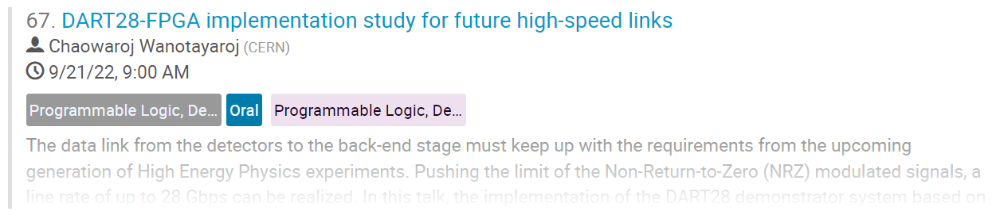 67. DART28-FPGA implementation study for future high-speed links
Chaowaroj Wanotayaroj (CERN)
9/21/22, 9:00 AM
Programmable Logic, De... Oral Programmable Logic, De...
The data link from the detectors to the back-end stage must keep up with the requirements from the upcoming
generation of High Energy Physics experiments. Pushing the limit of the Non-Return-to-Zero (NRZ) modulated signals, a
line rate of up to 28 Gbps can be realized. In this talk, the implementation of the DART28 demonstrator system based on